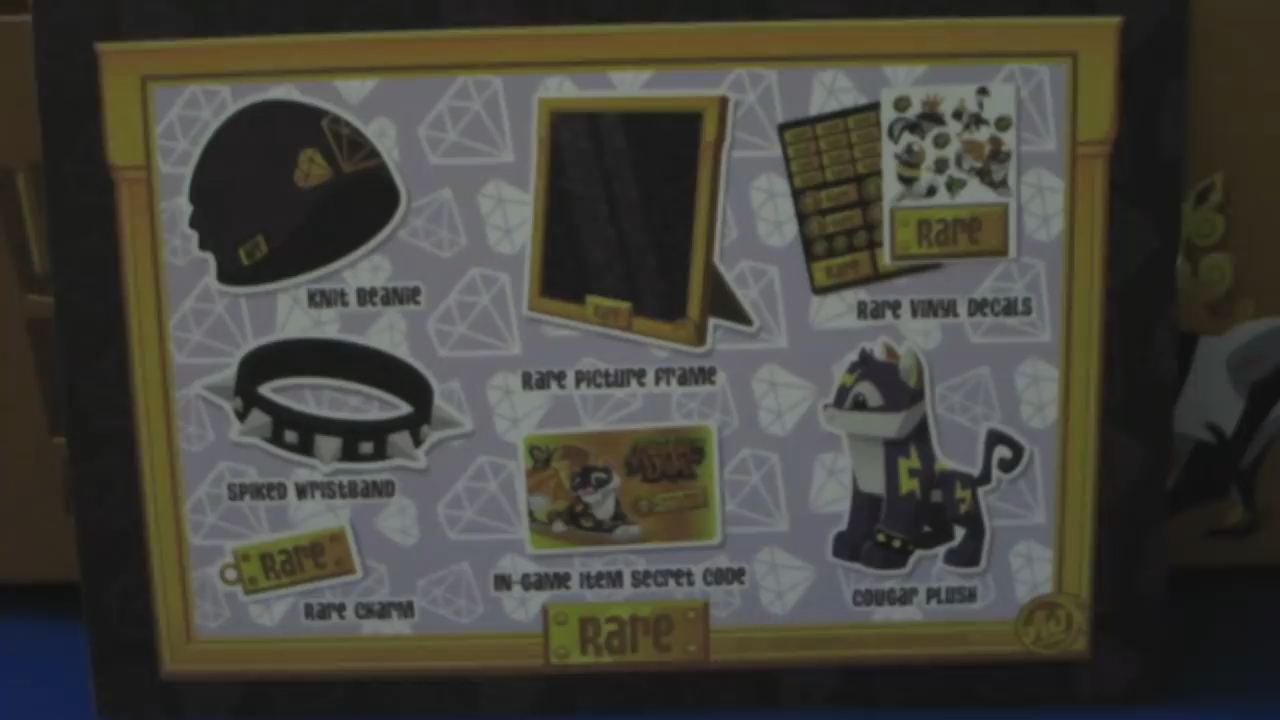 Knit Beanie
Rare Picture Frame
Rare
Rare
Rare Vinyl Decals
Spiked Wristband
In-Game Item Secret Code
Cougar Plush
Rare
Rare Charm
Rare